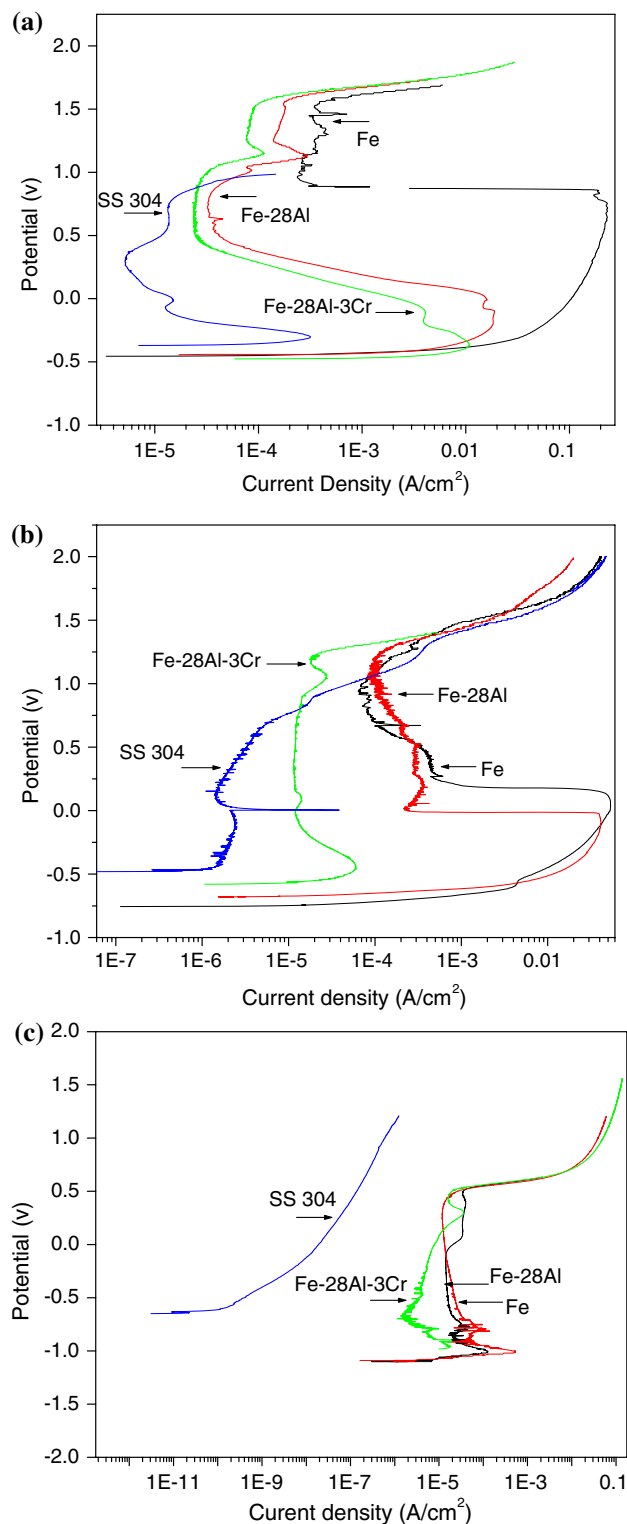 (a)
2.0
1.5
1.0
0.5
0.0
-0.5
-1.0
Potential (v)
Fe
SS 304
Fe-28Al
Fe-28Al-3Cr
1E-5 1E-4 1E-3 0.01 0.1
Current Density (A/cm2)
(b)
2.0
1.5
1.0
0.5
0.0
-0.5
-1.0
Potential (v)
Fe-28Al-3Cr
Fe-28Al
SS 304
Fe
1E-7 1E-6 1E-5 1E-4 1E-3 0.01
Current density (A/cm2)
(c)
2.0
1.5
1.0
0.5
0.0
-0.5
-1.0
-1.5
-2.0
Potential (v)
SS 304
Fe-28Al-3Cr
Fe-28Al
Fe
1E-11 1E-9 1E-7 1E-5 1E-3 0.1
Curent density (A/cm2)